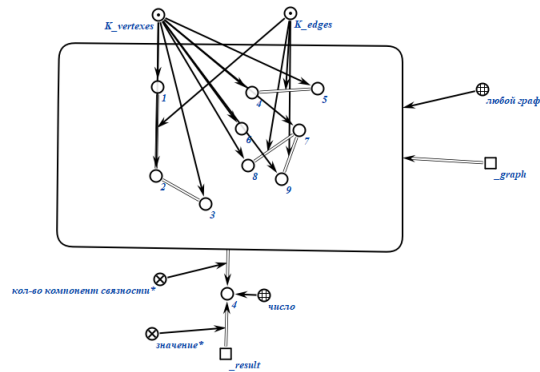 K_vertexes
K_edges
1
4
5
любой граф
6
7
8
9
_graph
2
3
кол-во компонент связности*
4
число
значение*
_result